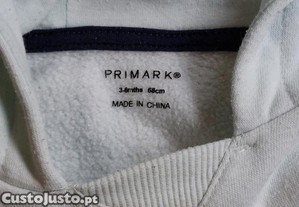 PRIMARK®
3-6mths 68cm
MADE IN CHINA
CustoJusto.pt